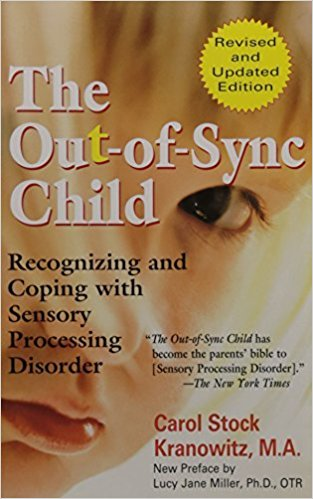 Revised
and Updated
Edition
The
Out-of-Sync
Child
Recognizing and
Coping with
Sensory
Processing
Disorder
"The Out-of-Sync Child has
become the parents' bible to
[Sensory Processing Disorder]."
—The New York Times
Carol Stock
Kranowitz, M.A.
New Preface by
Lucy Jane Miller, Ph.D., OTR